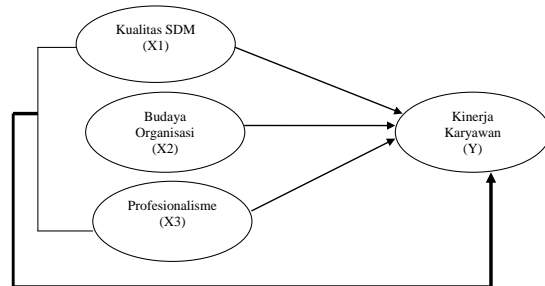 Kualitas SDM
(X1)
Budaya
Organisasi
(X2)
Kinerja
Karyawan
(Y)
Profesionalisme
(X3)